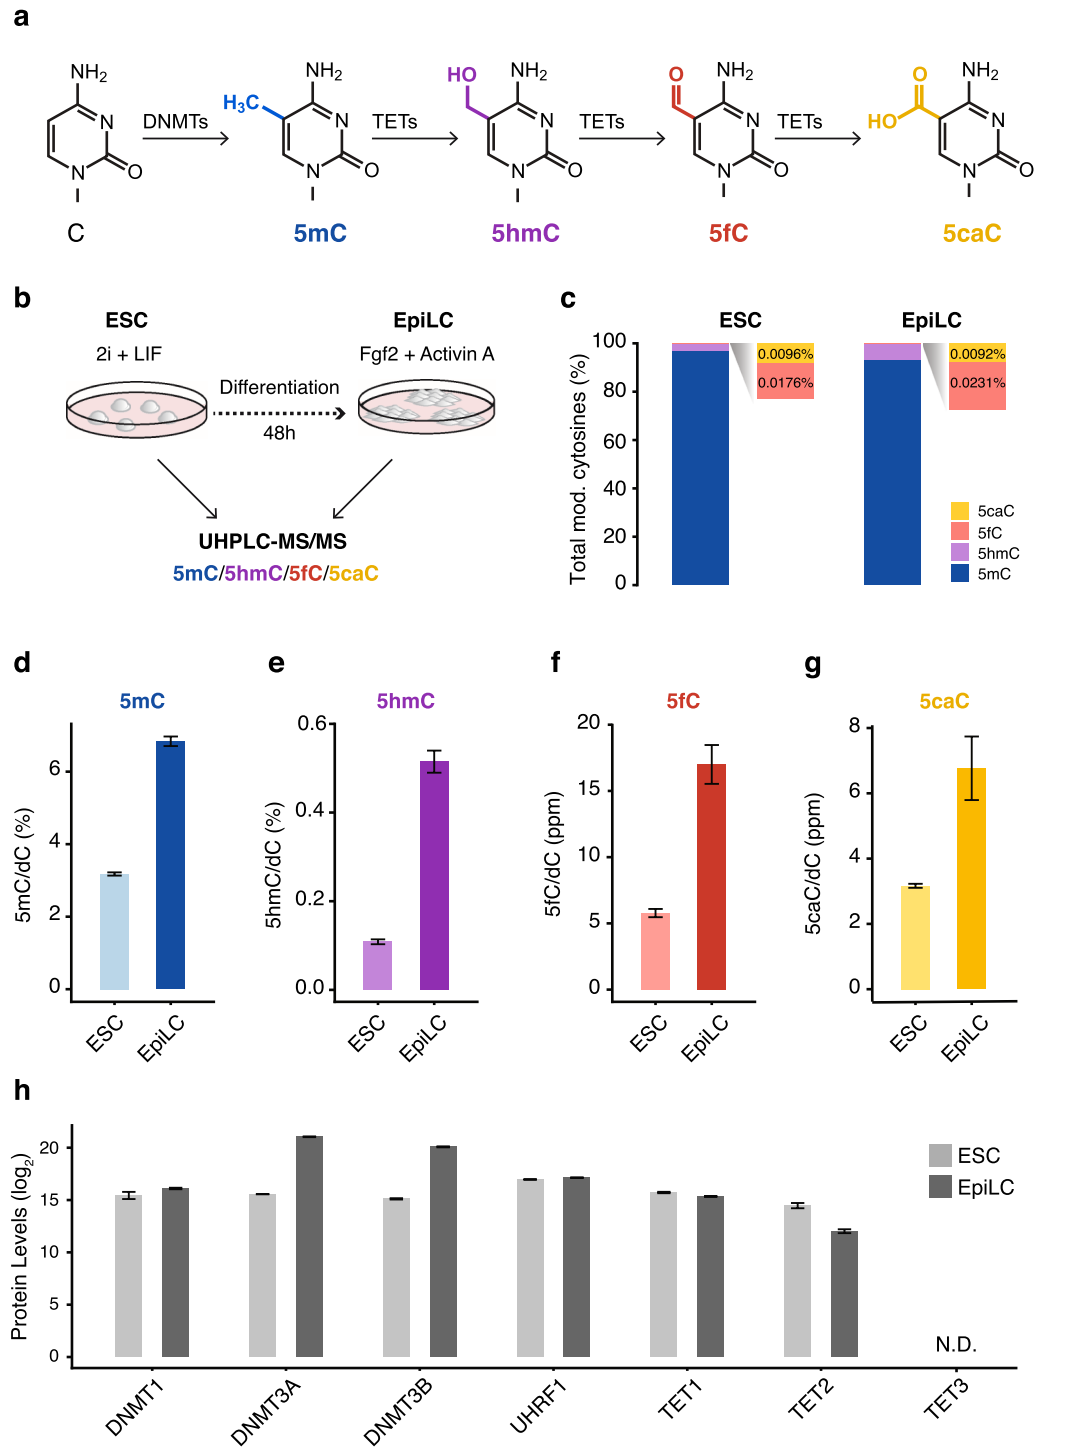 a
NH₂
N
N
O
C
DNMTs
H₃C
NH₂
N
N
O
5mC
TETs
HO
NH₂
N
N
O
5hmC
TETs
O
NH₂
N
N
O
5fC
TETs
O
HO
NH₂
N
N
O
5caC
b
ESC
EpiLC
2i + LIF
Fgf2 + Activin A
Differentiation
48h
UHPLC-MS/MS
5mC/5hmC/5fC/5caC
c
ESC
EpiLC
Total mod. cytosines (%)
100
80
60
40
20
0
0.0096%
0.0176%
0.0092%
0.0231%
5caC
5fC
5hmC
5mC
d
5mC
5mC/dC (%)
6
4
2
0
ESC
EpiLC
e
5hmC
5hmC/dC (%)
0.6
0.4
0.2
0.0
ESC
EpiLC
f
5fC
5fC/dC (ppm)
20
15
10
5
0
ESC
EpiLC
g
5caC
5caC/dC (ppm)
8
6
4
2
0
ESC
EpiLC
h
Protein Levels (log₂)
20
15
10
5
0
ESC
EpiLC
N.D.
DNMT1
DNMT3A
DNMT3B
UHRF1
TET1
TET2
TET3